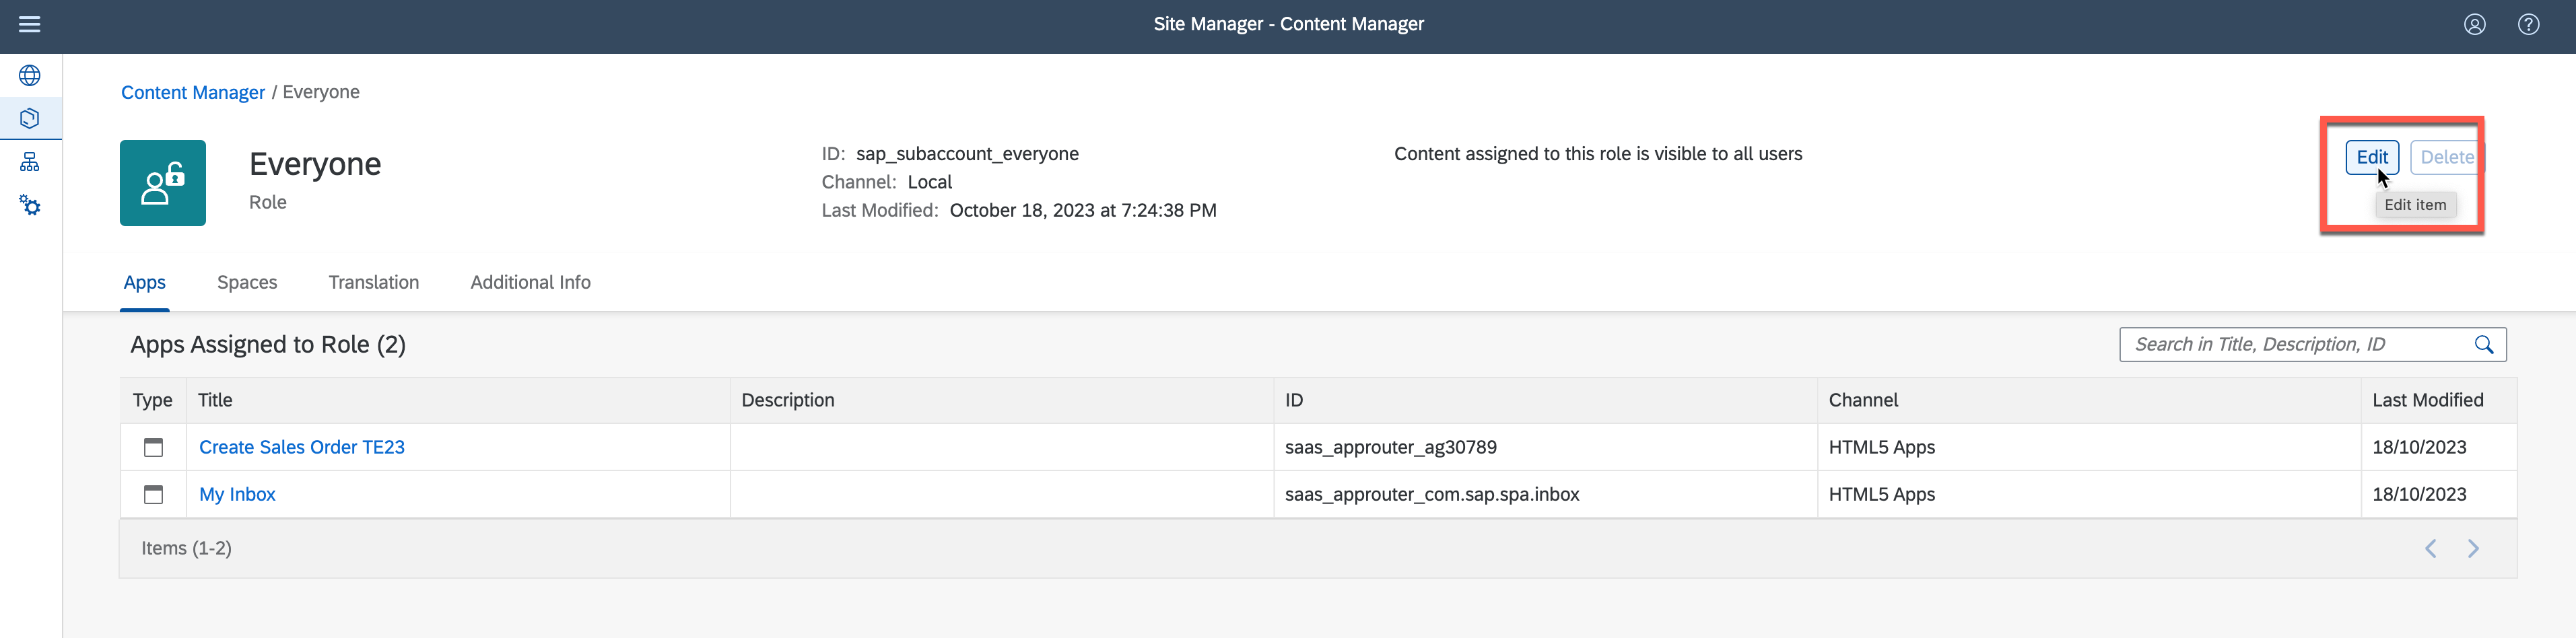 Site Manager - Content Manager
Content Manager / Everyone
Everyone
Role
ID: sap_subaccount_everyone
Channel: Local
Last Modified: October 18, 2023 at 7:24:38 PM
Content assigned to this role is visible to all users
Edit Delete
Edit item
Apps Spaces Translation Additional Info
Apps Assigned to Role (2)
Search in Title, Description, ID
Type Title Description ID Channel Last Modified
Create Sales Order TE23 saas_approuter_ag30789 HTML5 Apps 18/10/2023
My Inbox saas_approuter_com.sap.spa.inbox HTML5 Apps 18/10/2023
Items (1-2)